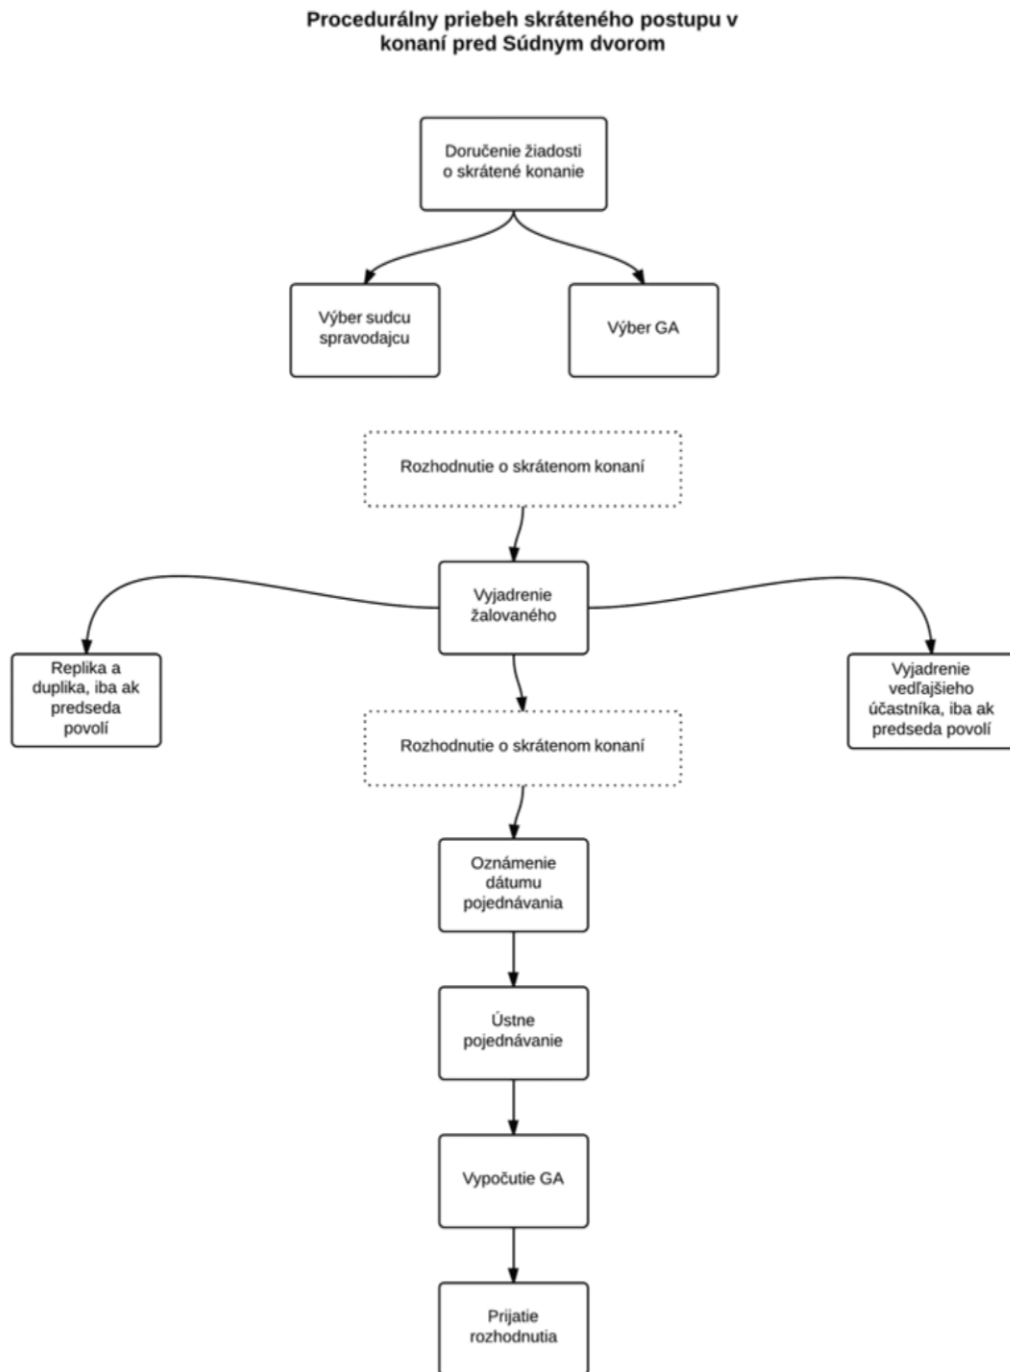 Procedurálny priebeh skráteného postupu v
konaní pred Súdnym dvorom
Doručenie žiadosti
o skrátené konanie
Výber sudcu
spravodajcu
Výber GA
Rozhodnutie o skrátenom konaní
Vyjadrenie
žalovaného
Replika a
duplika, iba ak
predseda
povolí
Vyjadrenie
vedľajšieho
účastníka, iba ak
predseda povolí
Rozhodnutie o skrátenom konaní
Oznámenie
dátumu
pojednávania
Ústne
pojednávanie
Vypočutie GA
Prijatie
rozhodnutia